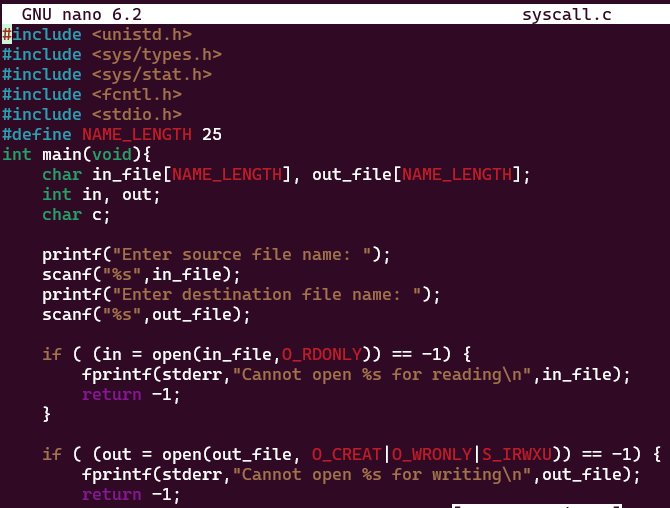 GNU nano 6.2 syscall.c
#include <unistd.h>
#include <sys/types.h>
#include <sys/stat.h>
#include <fcntl.h>
#include <stdio.h>
#define NAME_LENGTH 25
int main(void){
    char in_file[NAME_LENGTH], out_file[NAME_LENGTH];
    int in, out;
    char c;

    printf("Enter source file name: ");
    scanf("%s",in_file);
    printf("Enter destination file name: ");
    scanf("%s",out_file);

    if ( (in = open(in_file,O_RDONLY)) == -1) {
        fprintf(stderr,"Cannot open %s for reading\n",in_file);
        return -1;
    }

    if ( (out = open(out_file, O_CREAT|O_WRONLY|S_IRWXU)) == -1) {
        fprintf(stderr,"Cannot open %s for writing\n",out_file);
        return -1;